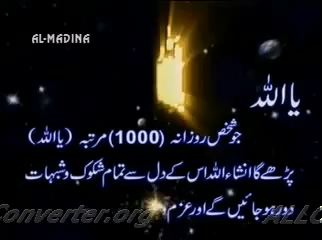 AL-MADINA
یا اللہ
جو شخص روزانہ (1000) مرتبہ (یا اللہ)
پڑھے گا انشاء اللہ اس کے دل سے تمام شکوک و شبہات
دور ہو جائیں گے اور عزم
Converter.org